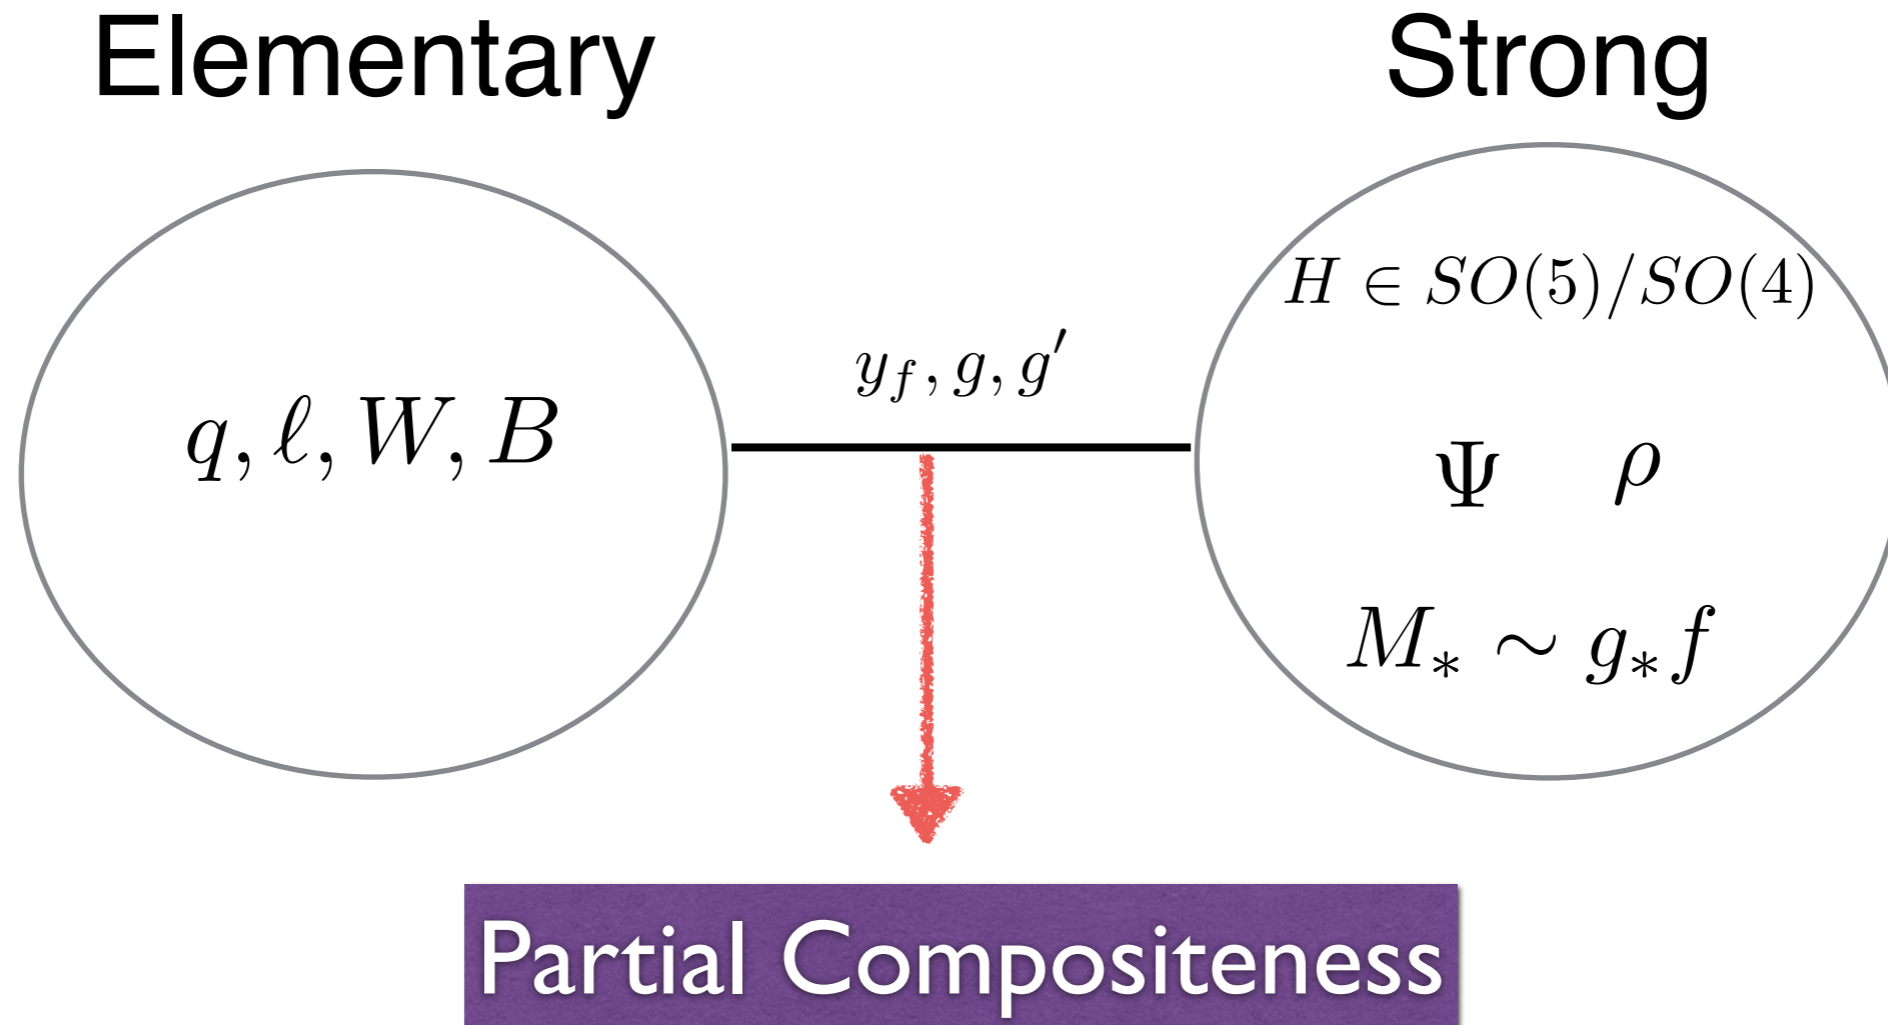 Elementary
Strong
q, ℓ, W, B
y_f, g, g′
H ∈ SO(5)/SO(4)
Ψ ρ
M_* ∼ g_* f
Partial Compositeness